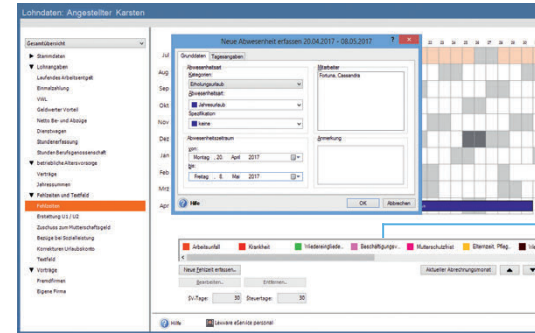 Lohndaten: Angestellter Karsten
Gesamtübersicht
Stammdaten
Lohnangaben
Laufendes Arbeitsentgelt
Einmalzahlung
VWL
Geldwerter Vorteil
Netto Be- und Abzüge
Dienstwagen
Stundenerfassung
Stunden Berufsgenossenschaft
betriebliche Altersvorsorge
Verträge
Jahressummen
Fehlzeiten und Testfeld
Fehlzeiten
Erstattung U1 / U2
Zuschuss zum Mutterschaftsgeld
Bezüge bei Sozialleistung
Korrekturen Urlaubskonto
Testfeld
Vorträge
Fremdfirmen
Eigene Firma
Jul
Aug
Sep
Okt
Nov
Dez
Jan
Feb
Mrz
Apr
Neue Abwesenheit erfassen 20.04.2017 - 08.05.2017
? X
Grunddaten
Tagesangaben
Abwesenheitsart
Kategorien:
Erholungsurlaub
Abwesenheitsart:
Jahresurlaub
Spezifikation
keine
Mitarbeiter
Fortuna, Cassandra
Abwesenheitszeitraum
von:
Montag , 20. April 2017
bis:
Freitag , 8. Mai 2017
Anmerkung
Hilfe
OK
Abbrechen
Arbeitsunfall
Krankheit
Wiedereingliede..
Beschäftigungsv..
Mutterschutzfrist
Elternzeit, Pfleg..
Neue Fehlzeit erfassen..
Aktueller Abrechnungsmonat
Bearbeiten..
Entfernen..
SV-Tage: 30
Steuertage: 30
Hilfe
Lexware eService personal